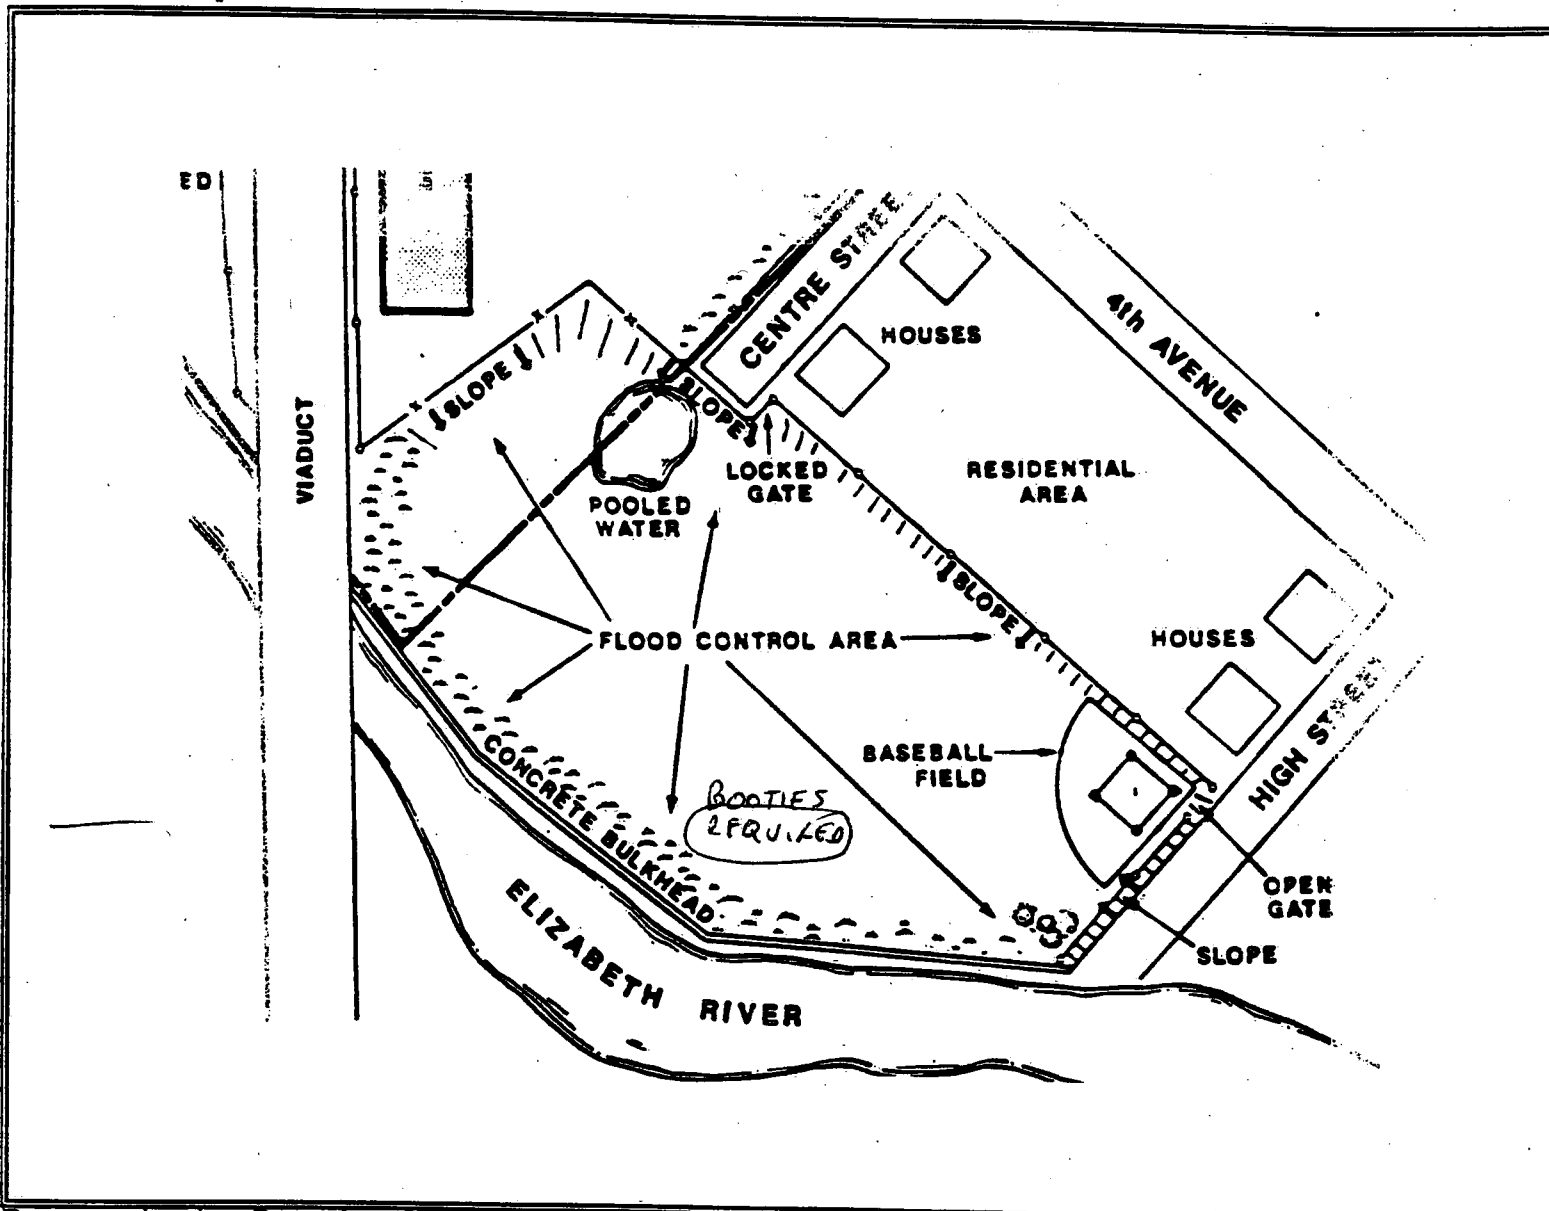 ED
CENTRE STREE
4th AVENUE
HOUSES
SLOPE
SLOPE
VIADUCT
LOCKED
GATE
RESIDENTIAL
AREA
POOLED
WATER
SLOPE
FLOOD CONTROL AREA
HOUSES
HIGH STREET
BASEBALL
FIELD
CONCRETE BULKHEAD
BOOTIES
REQUIRED
OPEN
GATE
SLOPE
ELIZABETH RIVER